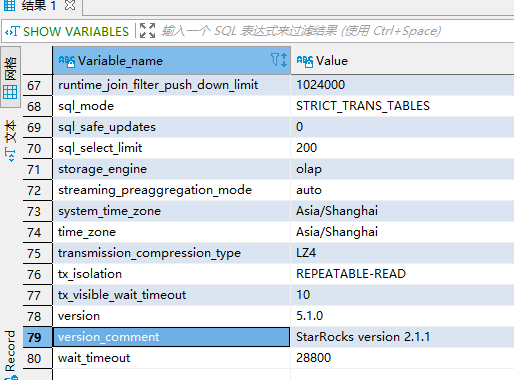 结果 1
SHOW VARIABLES 输入一个 SQL 表达式来过滤结果 (使用 Ctrl+Space)
网格
文本
Record
ABC Variable_name ABC Value
67 runtime_join_filter_push_down_limit 1024000
68 sql_mode STRICT_TRANS_TABLES
69 sql_safe_updates 0
70 sql_select_limit 200
71 storage_engine olap
72 streaming_preaggregation_mode auto
73 system_time_zone Asia/Shanghai
74 time_zone Asia/Shanghai
75 transmission_compression_type LZ4
76 tx_isolation REPEATABLE-READ
77 tx_visible_wait_timeout 10
78 version 5.1.0
79 version_comment StarRocks version 2.1.1
80 wait_timeout 28800